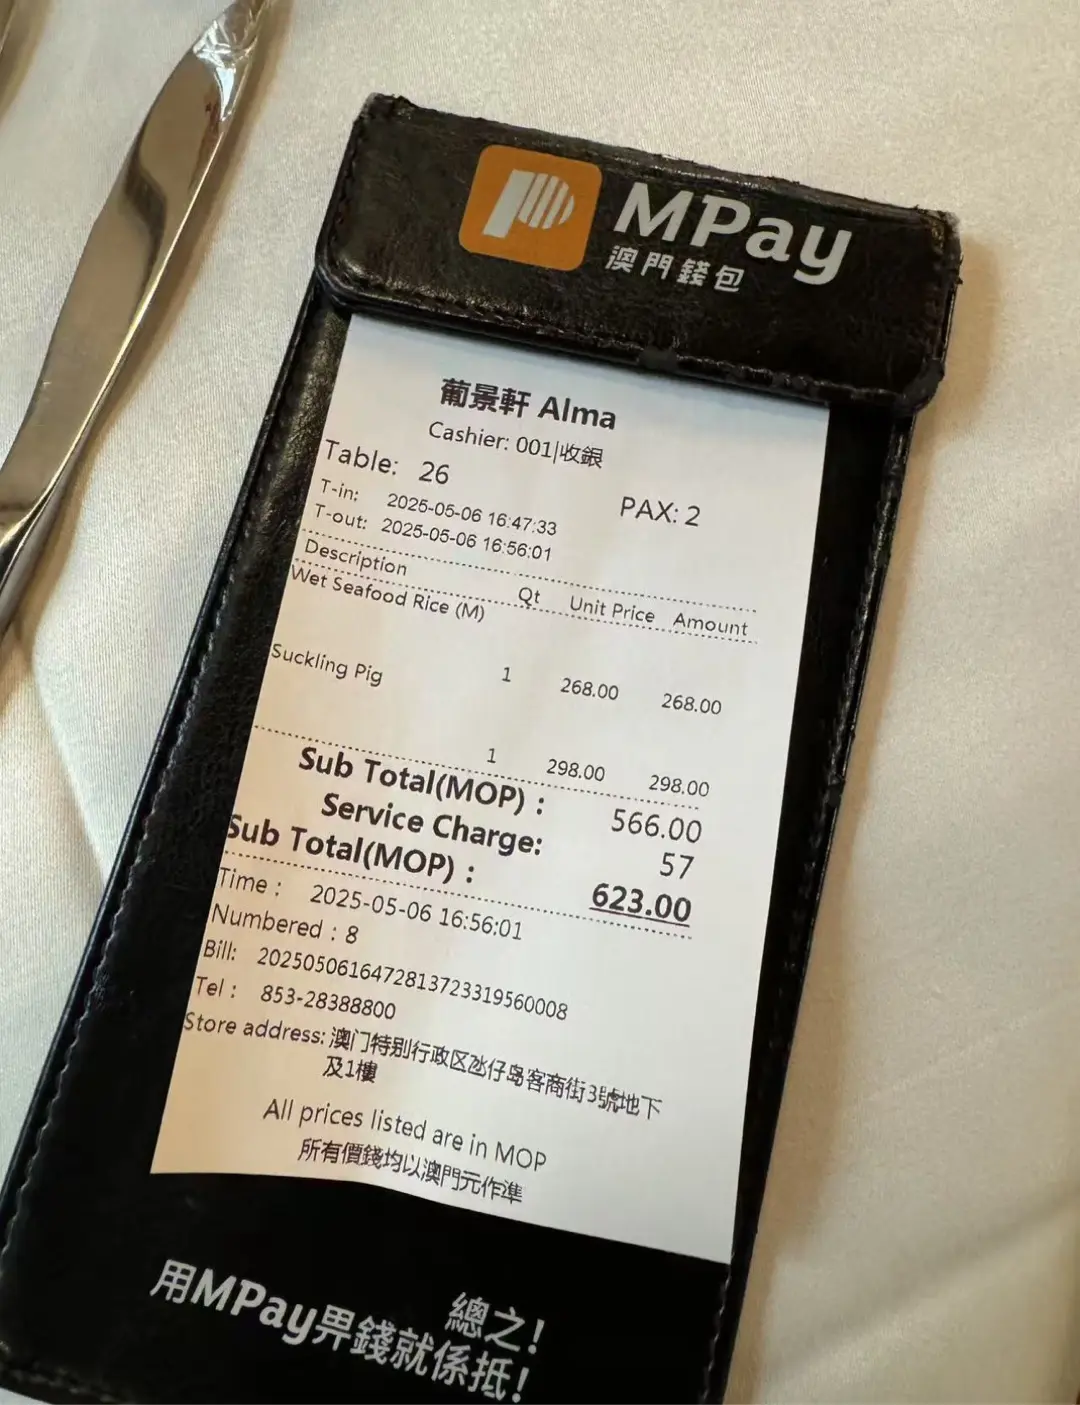 MPay
澳門錢包
葡景軒 Alma
Cashier: 001|收銀
Table: 26
PAX: 2
T-in: 2025-05-06 16:47:33
T-out: 2025-05-06 16:56:01
Description Qt Unit Price Amount
Wet Seafood Rice (M)
1 268.00 268.00
Suckling Pig
1 298.00 298.00
Sub Total(MOP) : 566.00
Service Charge: 57
Sub Total(MOP) : 623.00
Time : 2025-05-06 16:56:01
Numbered : 8
Bill: 2025050616472813723319560008
Tel : 853-28388800
Store address: 澳门特别行政区氹仔岛客商街3號地下
及1樓
All prices listed are in MOP
所有價錢均以澳門元作準
總之!
用MPay畀錢就係抵!